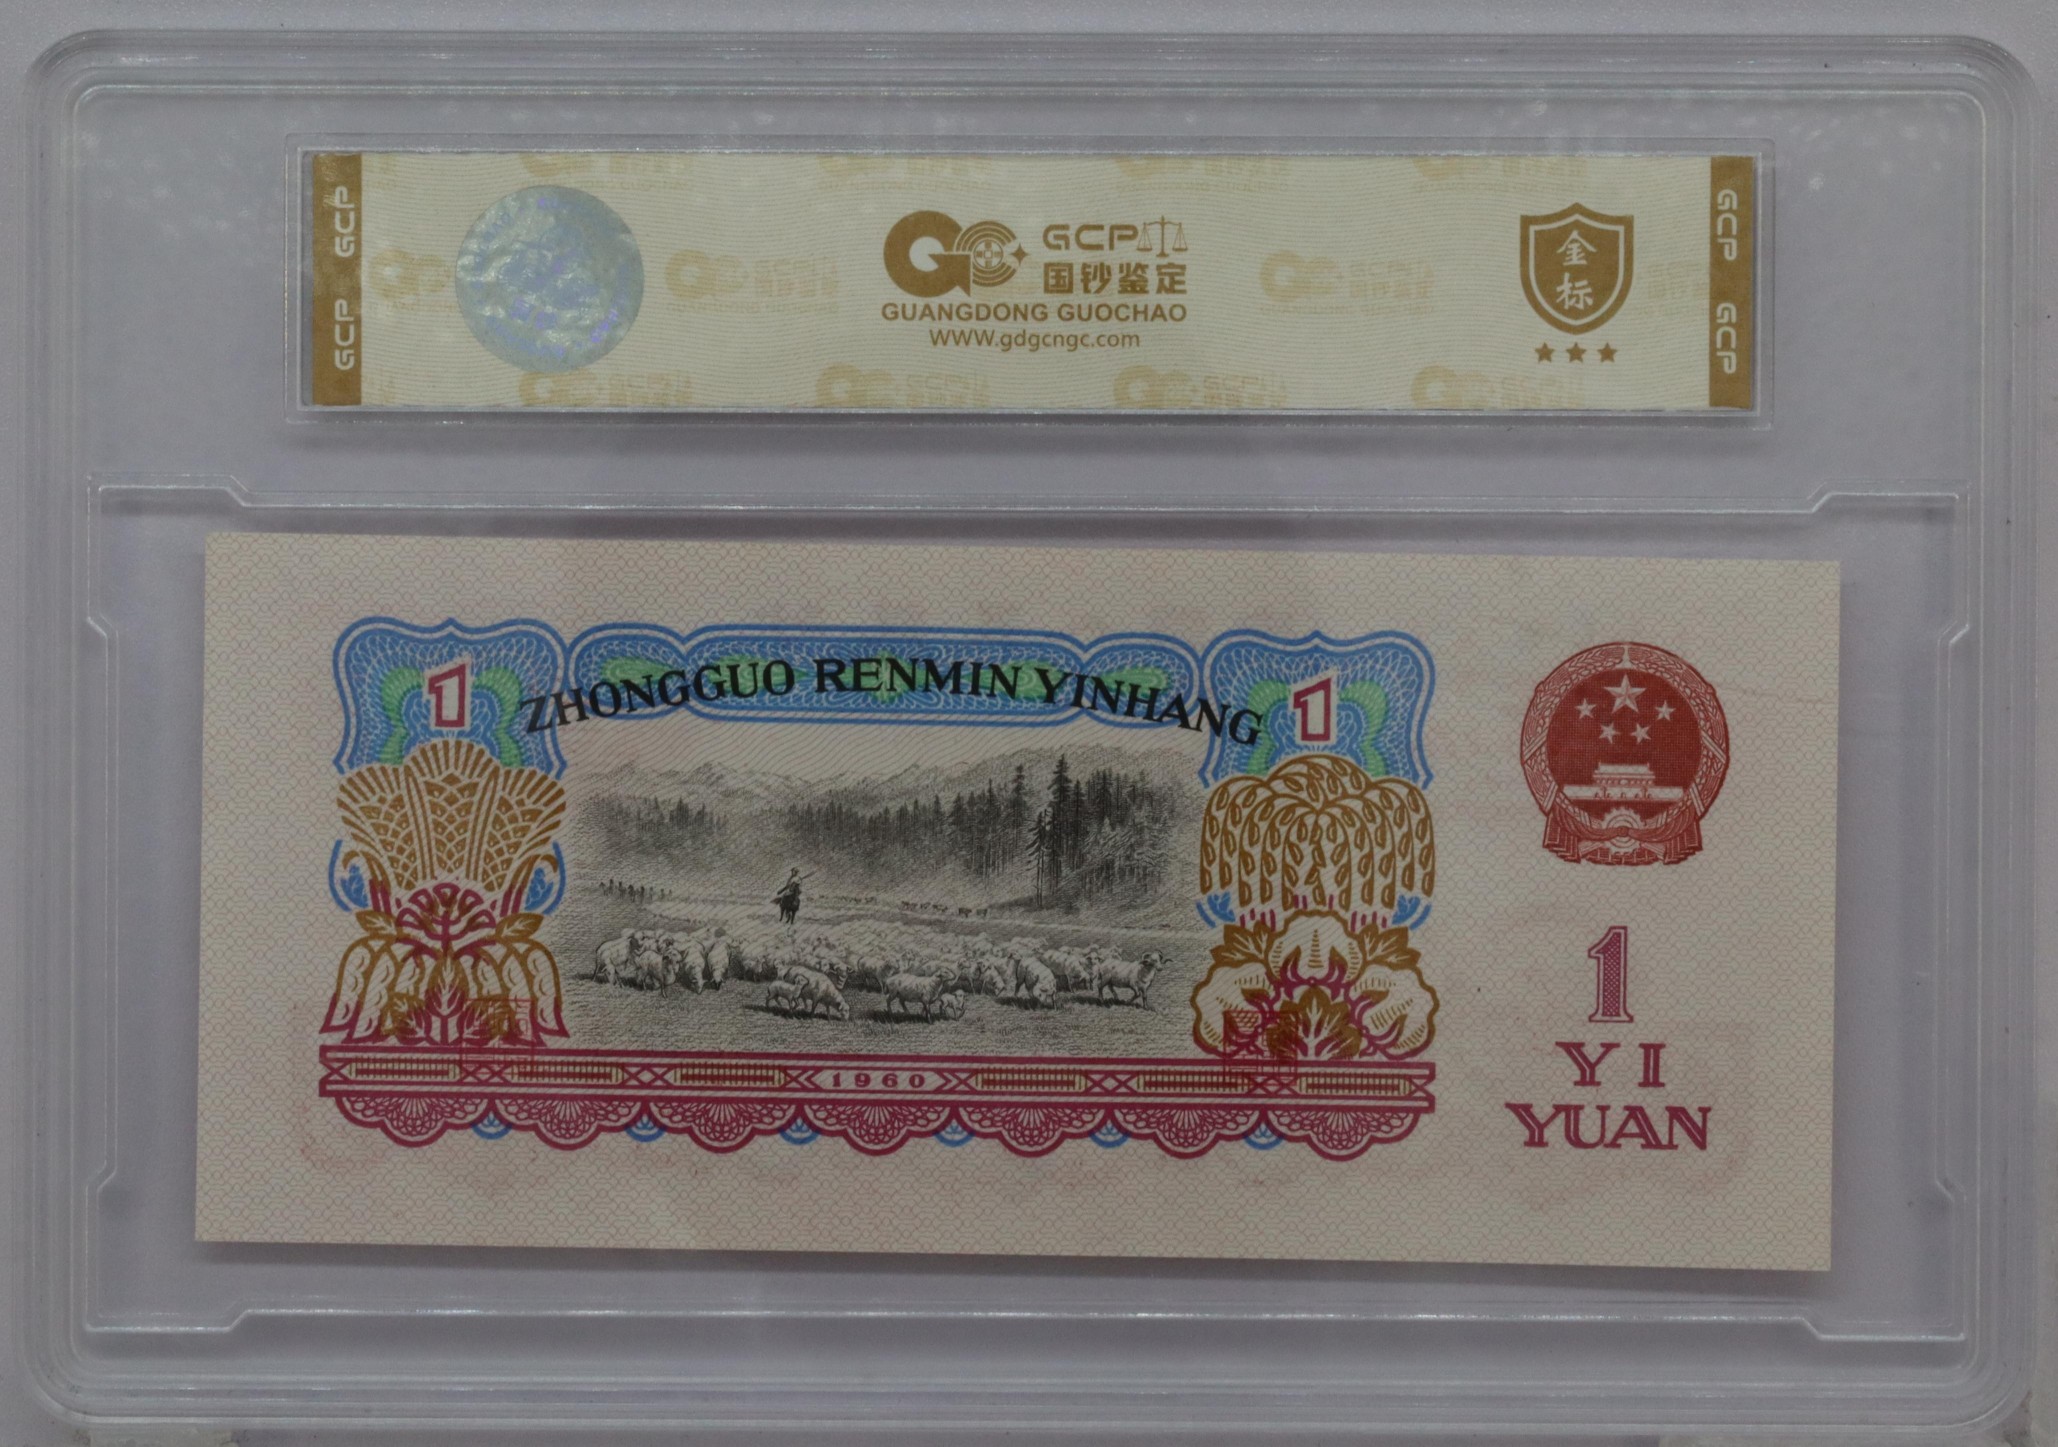 GCP GCP
GCP
国钞鉴定
GUANGDONG GUOCHAO
WWW.gdgcngc.com
金标
GCP GCP
1
ZHONGGUO RENMIN YINHANG
1
1960
1
YI
YUAN